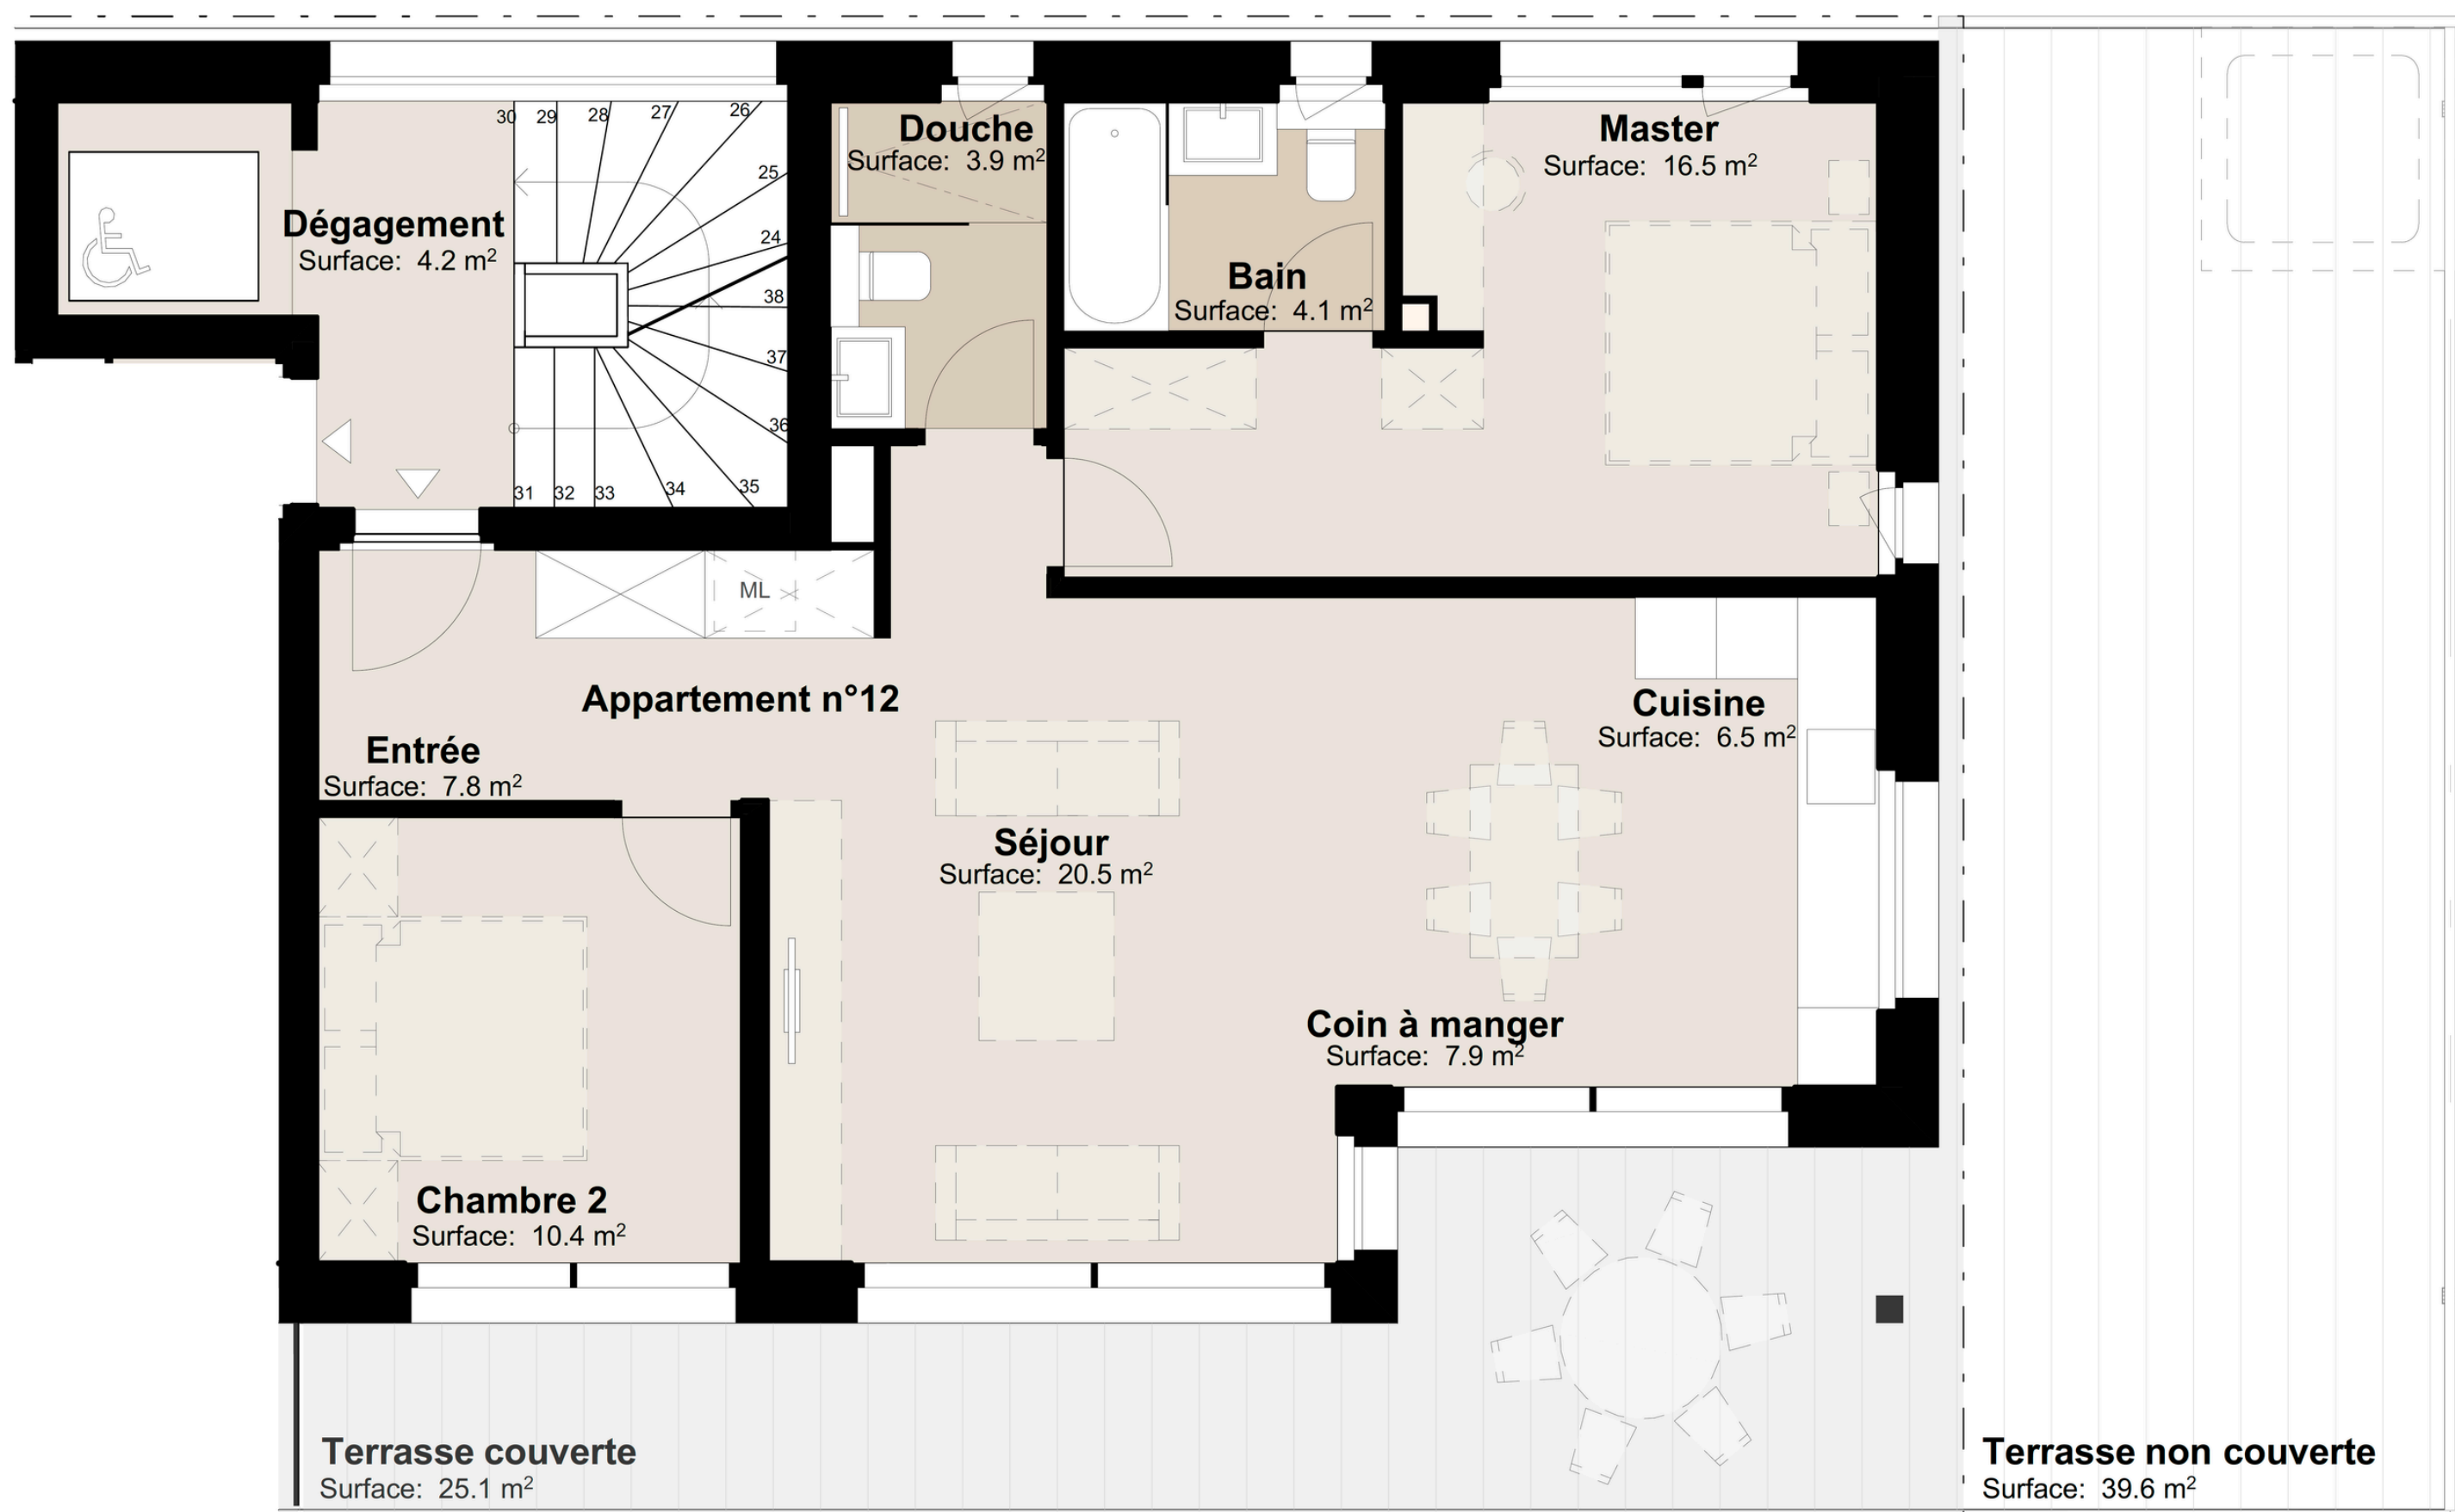 30 29 28 27 26
25
24
38
37
36
31 32 33 34 35
Dégagement
Surface: 4.2 m²
Douche
Surface: 3.9 m²
Bain
Surface: 4.1 m²
Master
Surface: 16.5 m²
ML
Appartement n°12
Entrée
Surface: 7.8 m²
Cuisine
Surface: 6.5 m²
Séjour
Surface: 20.5 m²
Coin à manger
Surface: 7.9 m²
Chambre 2
Surface: 10.4 m²
Terrasse couverte
Surface: 25.1 m²
Terrasse non couverte
Surface: 39.6 m²